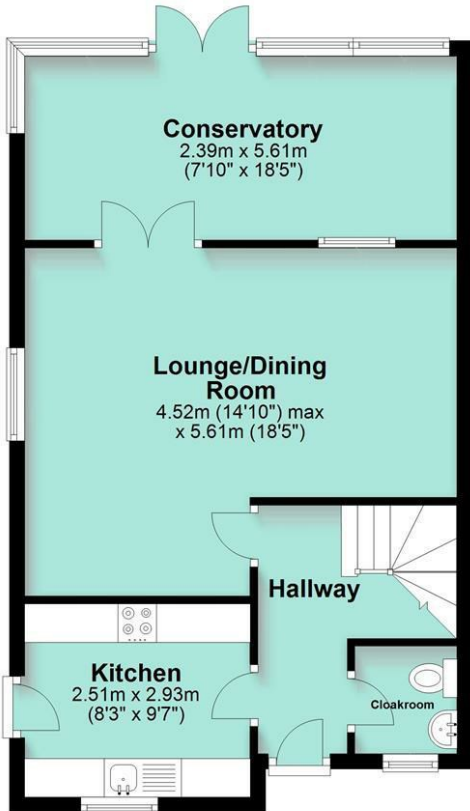 Conservatory
2.39m x 5.61m
(7'10" x 18'5")
Lounge/Dining
Room
4.52m (14'10") max
x 5.61m (18'5")
Hallway
Kitchen
2.51m x 2.93m
(8'3" x 9'7")
Cloakroom